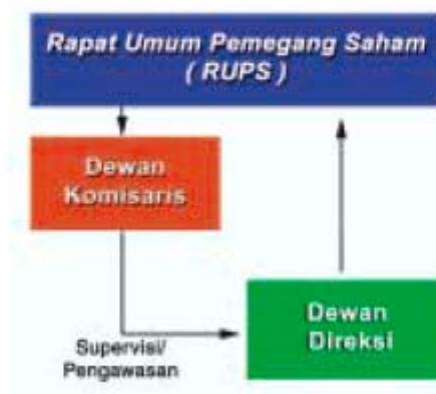 Rapat Umum Pemegang Saham
( RUPS )
Dewan
Komisaris
Dewan
Direksi
Supervisi/
Pengawasan